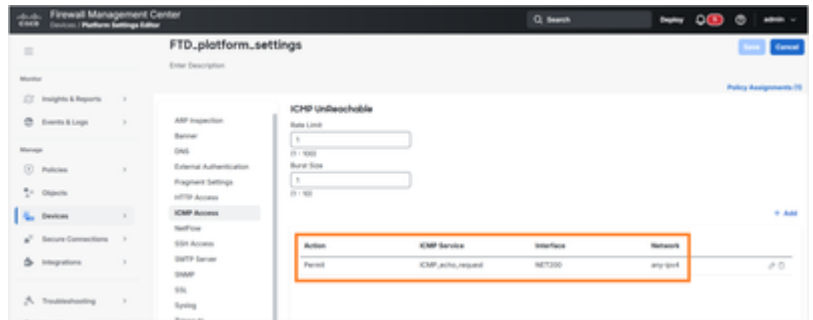 CISCO
Firewall Management Center
Devices / Platform Settings Editor
Search
Deploy
admin
FTD_platform_settings
Enter Description
Save
Cancel
Policy Assignments (1)
Monitor
Insights & Reports
Events & Logs
Manage
Policies
Objects
Devices
Secure Connections
Integrations
Troubleshooting
ARP Inspection
Banner
DNS
External Authentication
Fragment Settings
HTTP Access
ICMP Access
NetFlow
SSH Access
SMTP Server
SNMP
SSL
Syslog
ICMP UnReachable
Rate Limit
1
(1 - 100)
Burst Size
1
(1 - 10)
+ Add
Action ICMP Service Interface Network
Permit ICMP_echo_request NET200 any-ipv4